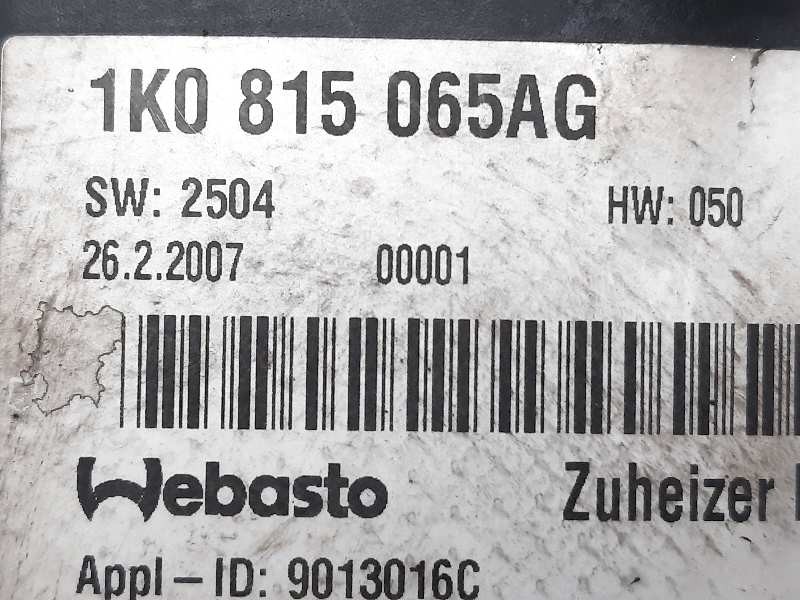 1K0 815 065AG
SW: 2504 HW: 050
26.2.2007 00001
Webasto Zuheizer
Appl-ID: 9013016C